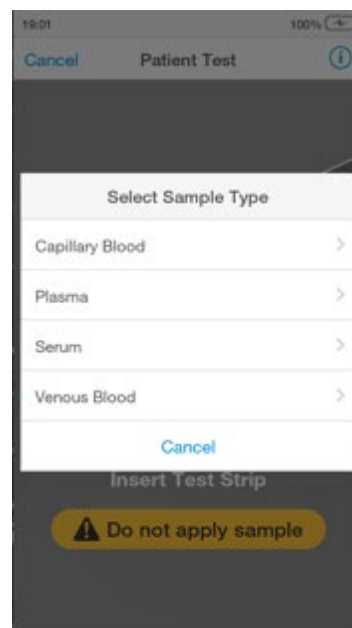 19:01 100%
Cancel Patient Test
Select Sample Type
Capillary Blood
Plasma
Serum
Venous Blood
Cancel
Insert Test Strip
Do not apply sample